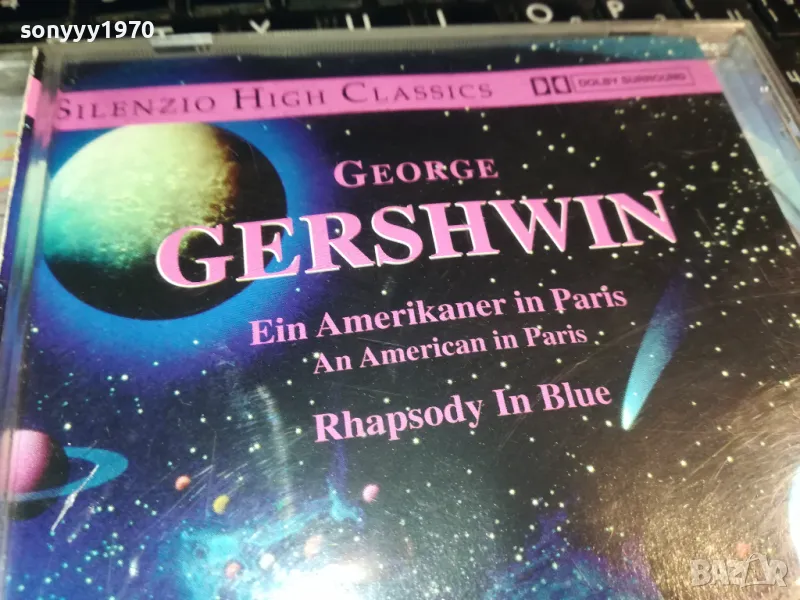 sonyyy1970
SILENZIO HIGH CLASSICS
DOLBY SURROUND
GEORGE
GERSHWIN
Ein Amerikaner in Paris
An American in Paris
Rhapsody In Blue
BAZAR